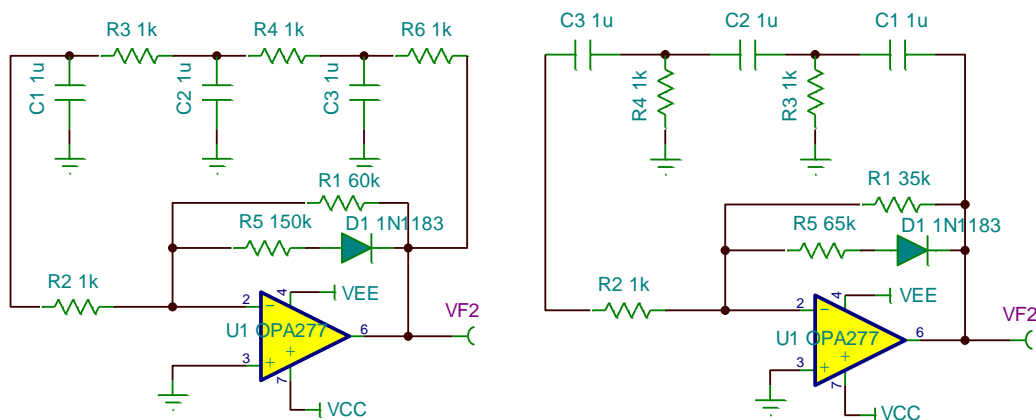 R3 1k
R4 1k
R6 1k
C1 1u
C2 1u
C3 1u
R1 60k
R5 150k
D1 1N1183
R2 1k
2
4
VEE
U1 OPA277
6
VF2
3
7
VCC
C3 1u
C2 1u
C1 1u
R4 1k
R3 1k
R1 35k
R5 65k
D1 1N1183
R2 1k
2
4
VEE
U1 OPA277
6
VF2
3
7
VCC